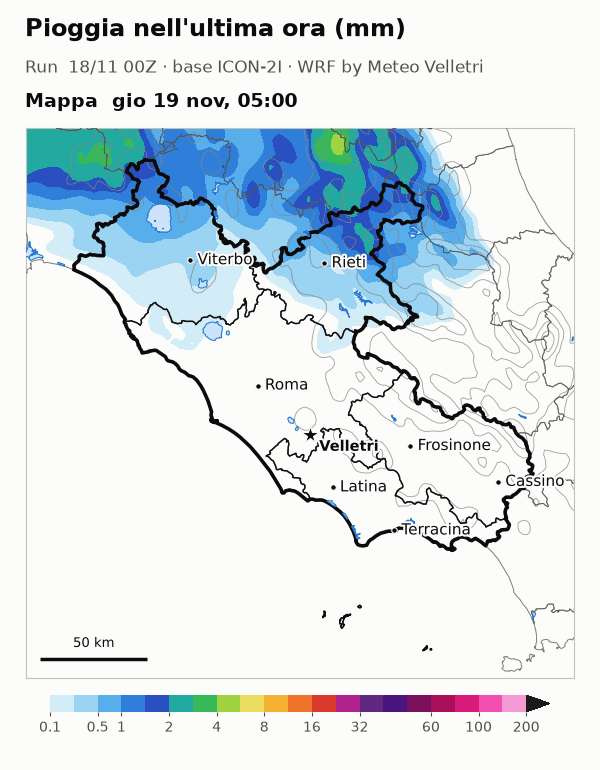 Pioggia nell'ultima ora (mm)
Run  18/11 00Z · base ICON-2I · WRF by Meteo Velletri
Mappa  gio 19 nov, 05:00
Viterbo
Rieti
Roma
Velletri
Frosinone
Latina
Cassino
Terracina
50 km
0.1 0.5 1 2 4 8 16 32 60 100 200